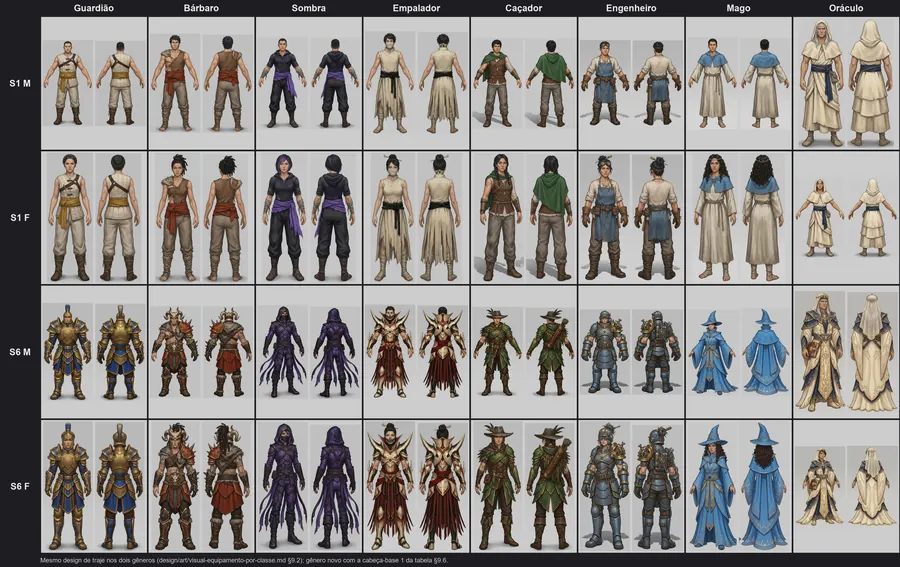 Guardião Bárbaro Sombra Empalador Caçador Engenheiro Mago Oráculo
S1 M
S1 F
S6 M
S6 F
Mesmo design de traje nos dois gêneros (design/art/visual-equipamento-por-classe.md §9.2); gênero novo com a cabeça-base 1 da tabela §9.6.